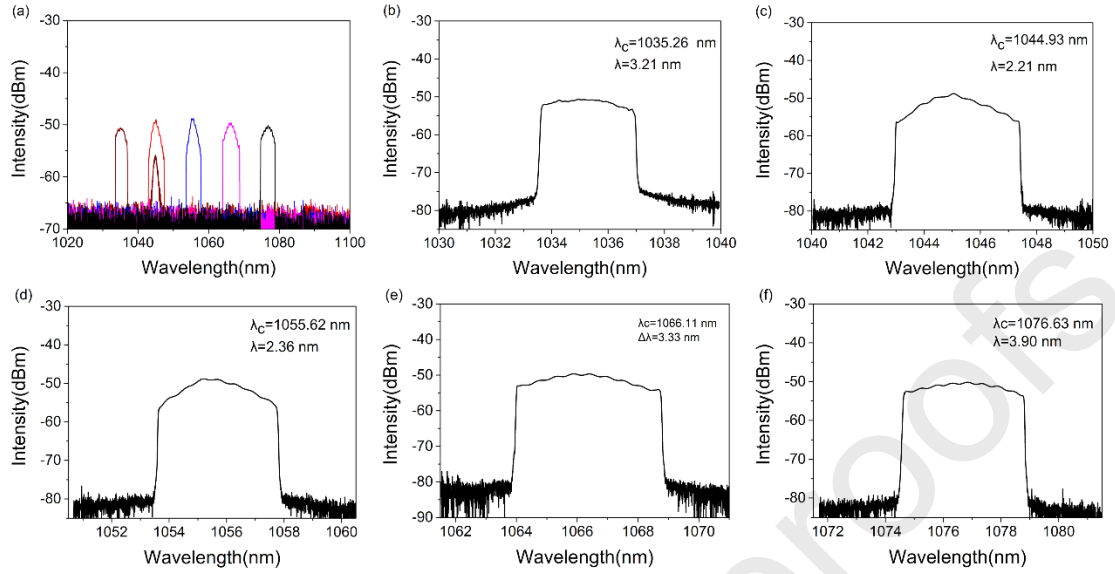 (a)
-30
-40
-50
-60
-70
Intensity(dBm)
1020 1040 1060 1080 1100
Wavelength(nm)
(b)
-30
-40
-50
-60
-70
-80
Intensity(dBm)
λc=1035.26 nm
λ=3.21 nm
1030 1032 1034 1036 1038 1040
Wavelength(nm)
(c)
-30
-40
-50
-60
-70
-80
Intensity(dBm)
λc=1044.93 nm
λ=2.21 nm
1040 1042 1044 1046 1048 1050
Wavelength(nm)
(d)
-30
-40
-50
-60
-70
-80
Intensity(dBm)
λc=1055.62 nm
λ=2.36 nm
1052 1054 1056 1058 1060
Wavelength(nm)
(e)
-30
-40
-50
-60
-70
-80
-90
Intensity(dBm)
λc=1066.11 nm
Δλ=3.33 nm
1062 1064 1066 1068 1070
Wavelength(nm)
(f)
-30
-40
-50
-60
-70
-80
Intensity(dBm)
λc=1076.63 nm
λ=3.90 nm
1072 1074 1076 1078 1080
Wavelength(nm)
roofs